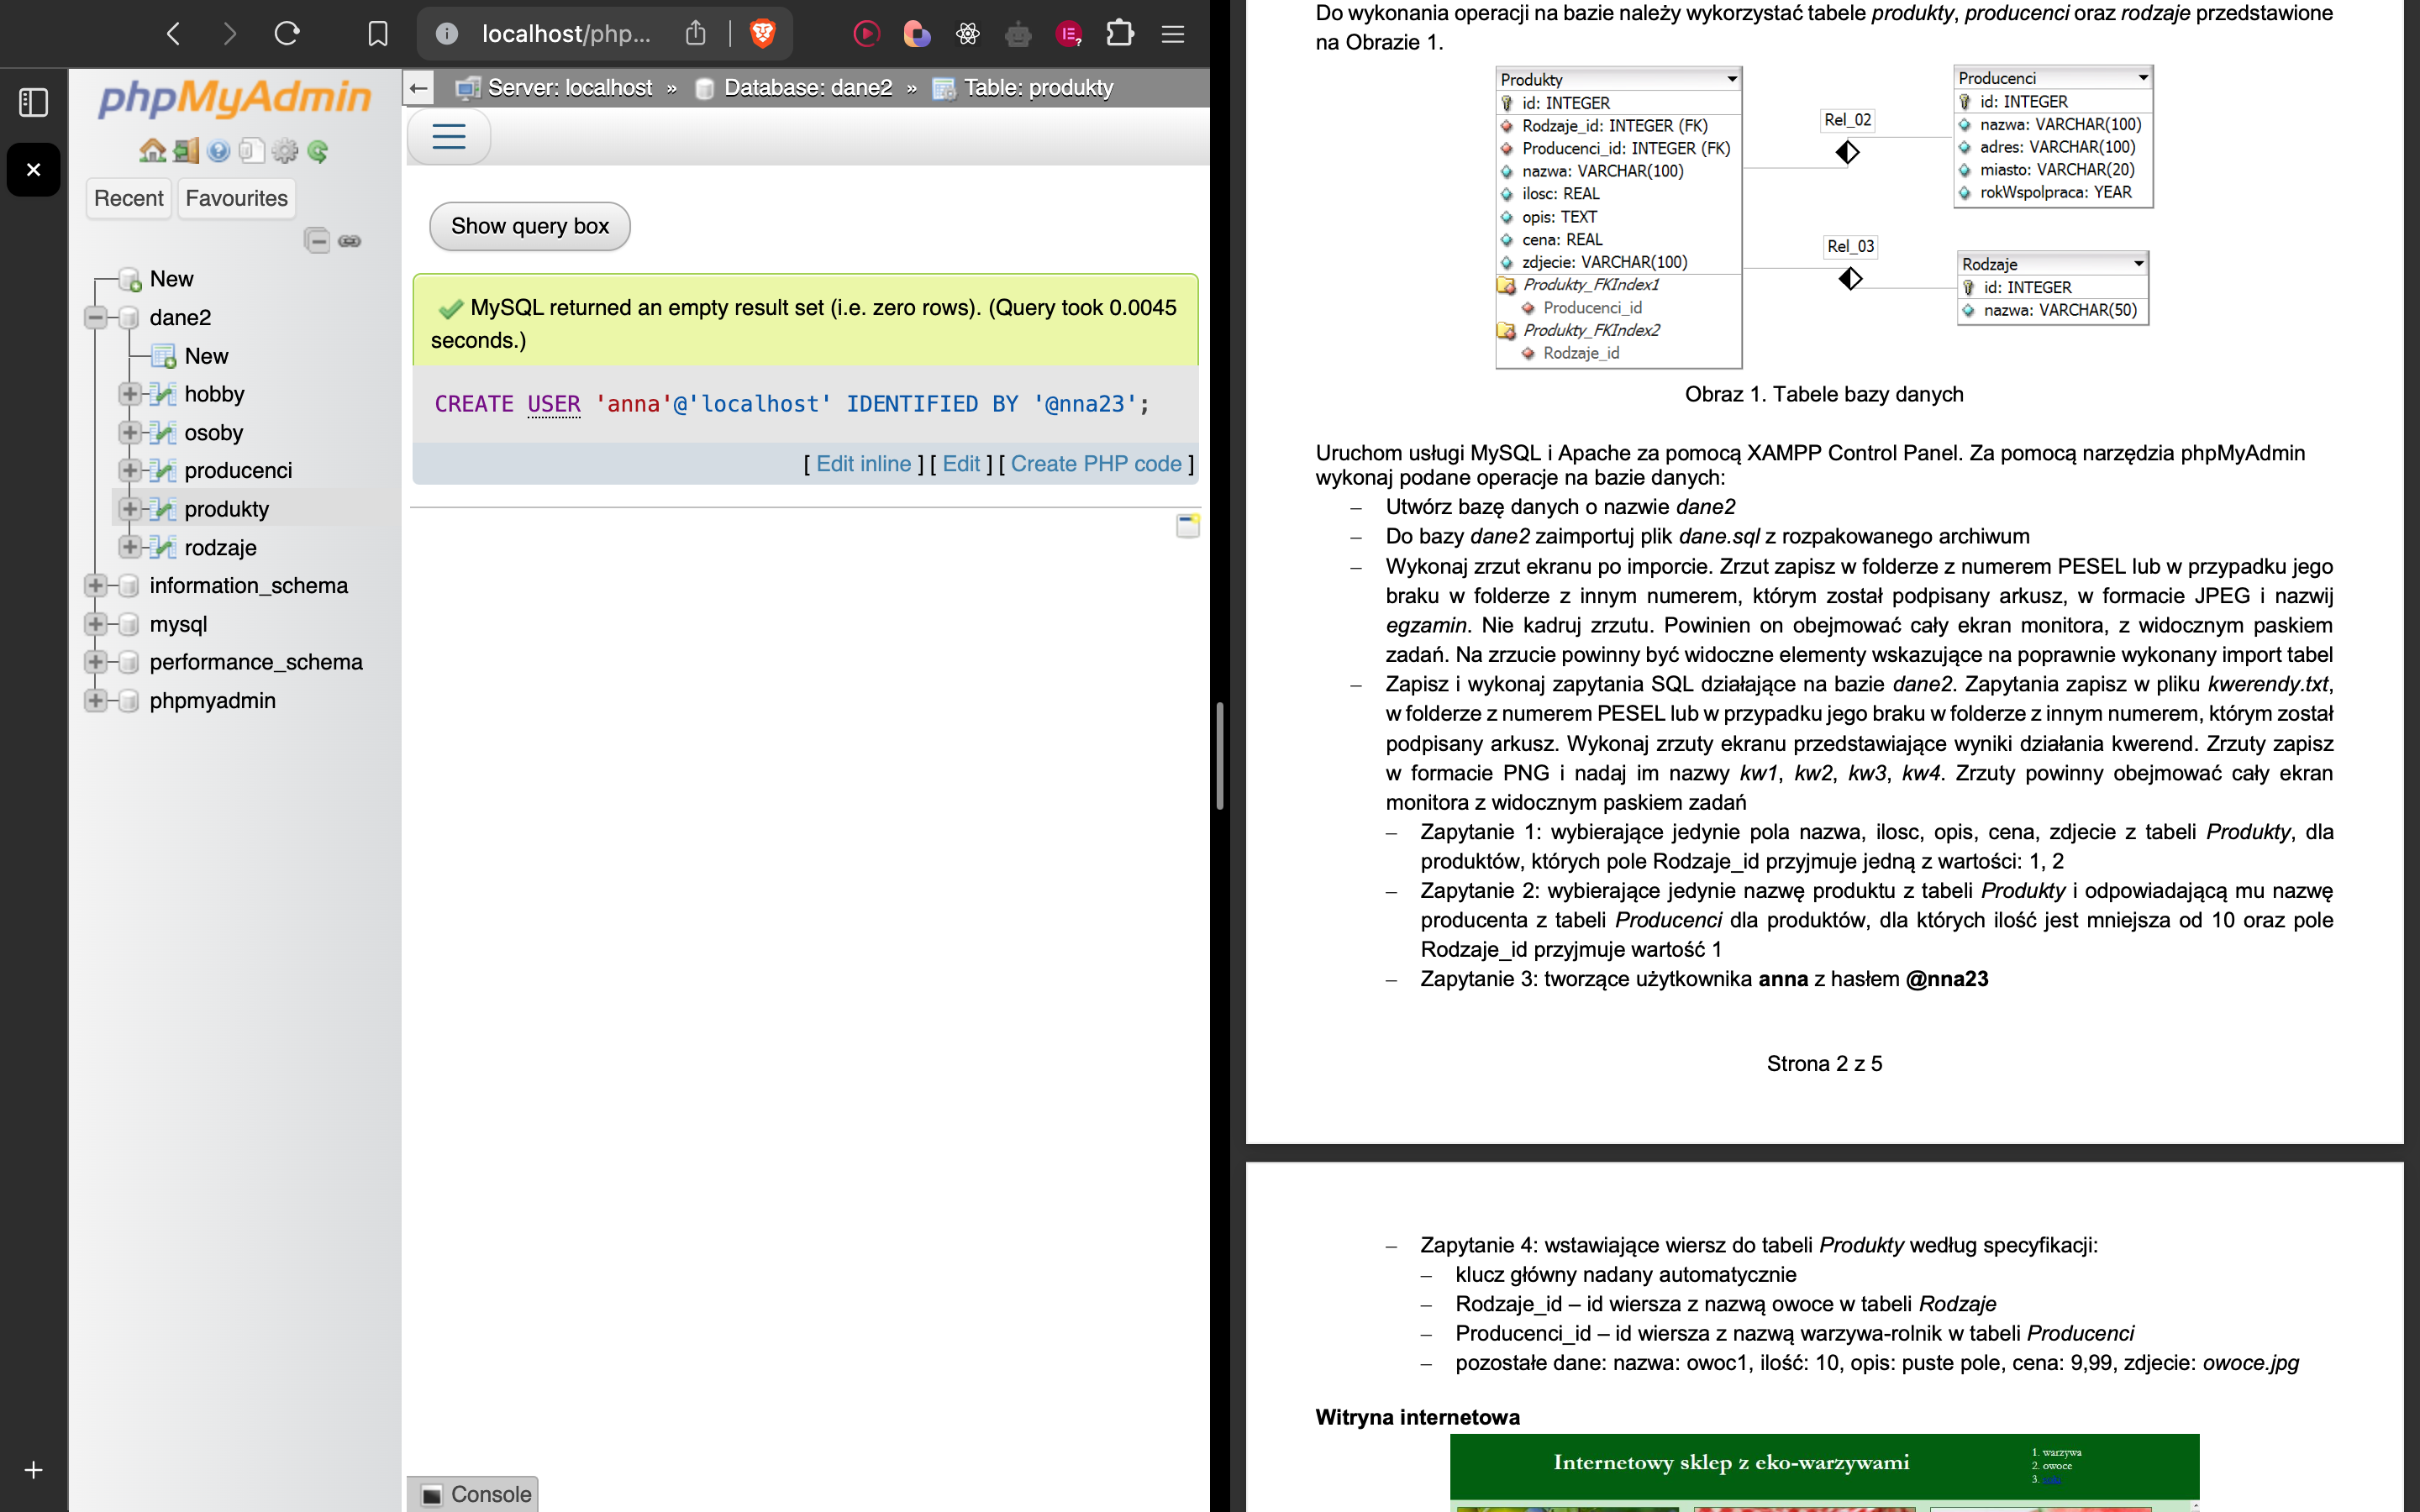 localhost/php...
phpMyAdmin
Recent
Favourites
New
dane2
New
hobby
osoby
producenci
produkty
rodzaje
information_schema
mysql
performance_schema
phpmyadmin
Server: localhost » Database: dane2 » Table: produkty
Show query box
MySQL returned an empty result set (i.e. zero rows). (Query took 0.0045
seconds.)
CREATE USER 'anna'@'localhost' IDENTIFIED BY '@nna23';
[ Edit inline ] [ Edit ] [ Create PHP code ]
Console
Do wykonania operacji na bazie należy wykorzystać tabele produkty, producenci oraz rodzaje przedstawione
na Obrazie 1.
Produkty
id: INTEGER
Rodzaje_id: INTEGER (FK)
Producenci_id: INTEGER (FK)
nazwa: VARCHAR(100)
ilosc: REAL
opis: TEXT
cena: REAL
zdjecie: VARCHAR(100)
Produkty_FKIndex1
Producenci_id
Produkty_FKIndex2
Rodzaje_id
Rel_02
Rel_03
Producenci
id: INTEGER
nazwa: VARCHAR(100)
adres: VARCHAR(100)
miasto: VARCHAR(20)
rokWspolpraca: YEAR
Rodzaje
id: INTEGER
nazwa: VARCHAR(50)
Obraz 1. Tabele bazy danych
Uruchom usługi MySQL i Apache za pomocą XAMPP Control Panel. Za pomocą narzędzia phpMyAdmin
wykonaj podane operacje na bazie danych:
– Utwórz bazę danych o nazwie dane2
– Do bazy dane2 zaimportuj plik dane.sql z rozpakowanego archiwum
– Wykonaj zrzut ekranu po imporcie. Zrzut zapisz w folderze z numerem PESEL lub w przypadku jego
braku w folderze z innym numerem, którym został podpisany arkusz, w formacie JPEG i nazwij
egzamin. Nie kadruj zrzutu. Powinien on obejmować cały ekran monitora, z widocznym paskiem
zadań. Na zrzucie powinny być widoczne elementy wskazujące na poprawnie wykonany import tabel
– Zapisz i wykonaj zapytania SQL działające na bazie dane2. Zapytania zapisz w pliku kwerendy.txt,
w folderze z numerem PESEL lub w przypadku jego braku w folderze z innym numerem, którym został
podpisany arkusz. Wykonaj zrzuty ekranu przedstawiające wyniki działania kwerend. Zrzuty zapisz
w formacie PNG i nadaj im nazwy kw1, kw2, kw3, kw4. Zrzuty powinny obejmować cały ekran
monitora z widocznym paskiem zadań
– Zapytanie 1: wybierające jedynie pola nazwa, ilosc, opis, cena, zdjecie z tabeli Produkty, dla
produktów, których pole Rodzaje_id przyjmuje jedną z wartości: 1, 2
– Zapytanie 2: wybierające jedynie nazwę produktu z tabeli Produkty i odpowiadającą mu nazwę
producenta z tabeli Producenci dla produktów, dla których ilość jest mniejsza od 10 oraz pole
Rodzaje_id przyjmuje wartość 1
– Zapytanie 3: tworzące użytkownika anna z hasłem @nna23
Strona 2 z 5
– Zapytanie 4: wstawiające wiersz do tabeli Produkty według specyfikacji:
– klucz główny nadany automatycznie
– Rodzaje_id – id wiersza z nazwą owoce w tabeli Rodzaje
– Producenci_id – id wiersza z nazwą warzywa-rolnik w tabeli Producenci
– pozostałe dane: nazwa: owoc1, ilość: 10, opis: puste pole, cena: 9,99, zdjecie: owoce.jpg
Witryna internetowa
Internetowy sklep z eko-warzywami
1. warzywa
2. owoce
3.